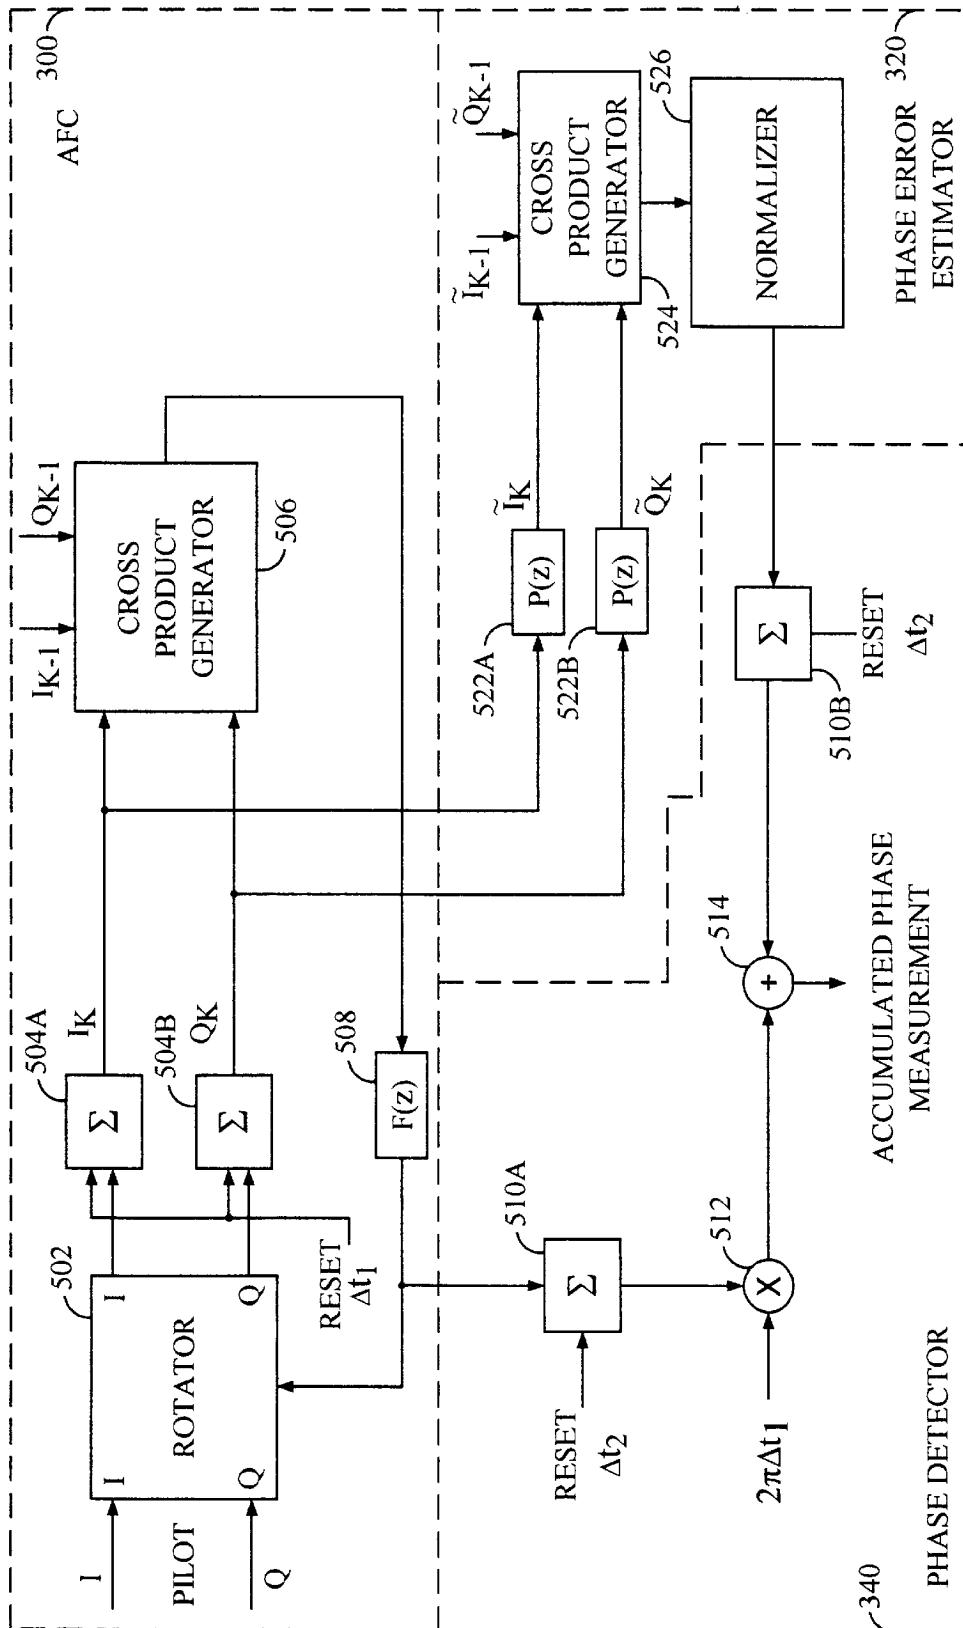 300
AFC
I
PILOT
Q
I
Q
ROTATOR
I
Q
502
RESET
Δt1
504A
Σ
IK
504B
Σ
QK
IK-1
QK-1
CROSS
PRODUCT
GENERATOR
506
F(z)
508
320
PHASE ERROR
ESTIMATOR
522A
P(z)
ĨK
522B
P(z)
Q̃K
ĨK-1
Q̃K-1
CROSS
PRODUCT
GENERATOR
524
NORMALIZER
526
340
PHASE DETECTOR
RESET
Δt2
510A
Σ
2πΔt1
X
512
+
514
ACCUMULATED PHASE
MEASUREMENT
Σ
510B
RESET
Δt2